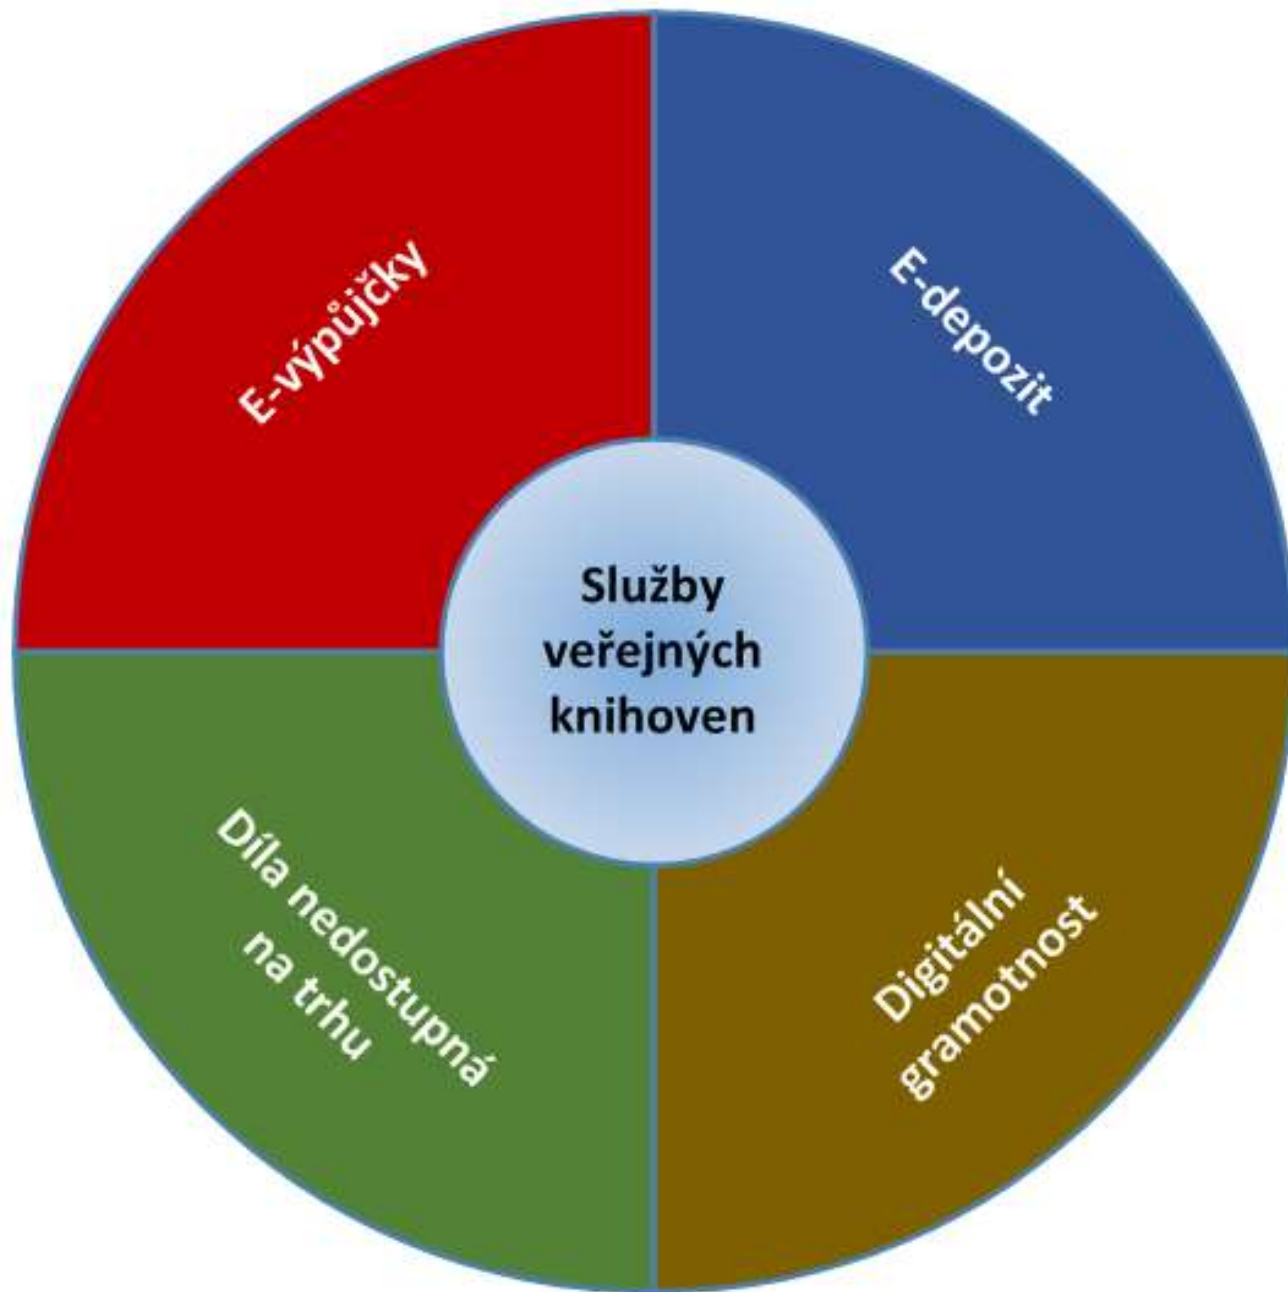 E-výpůjčky
E-depozit
Služby
veřejných
knihoven
Díla nedostupná
na trhu
Digitální
gramotnost